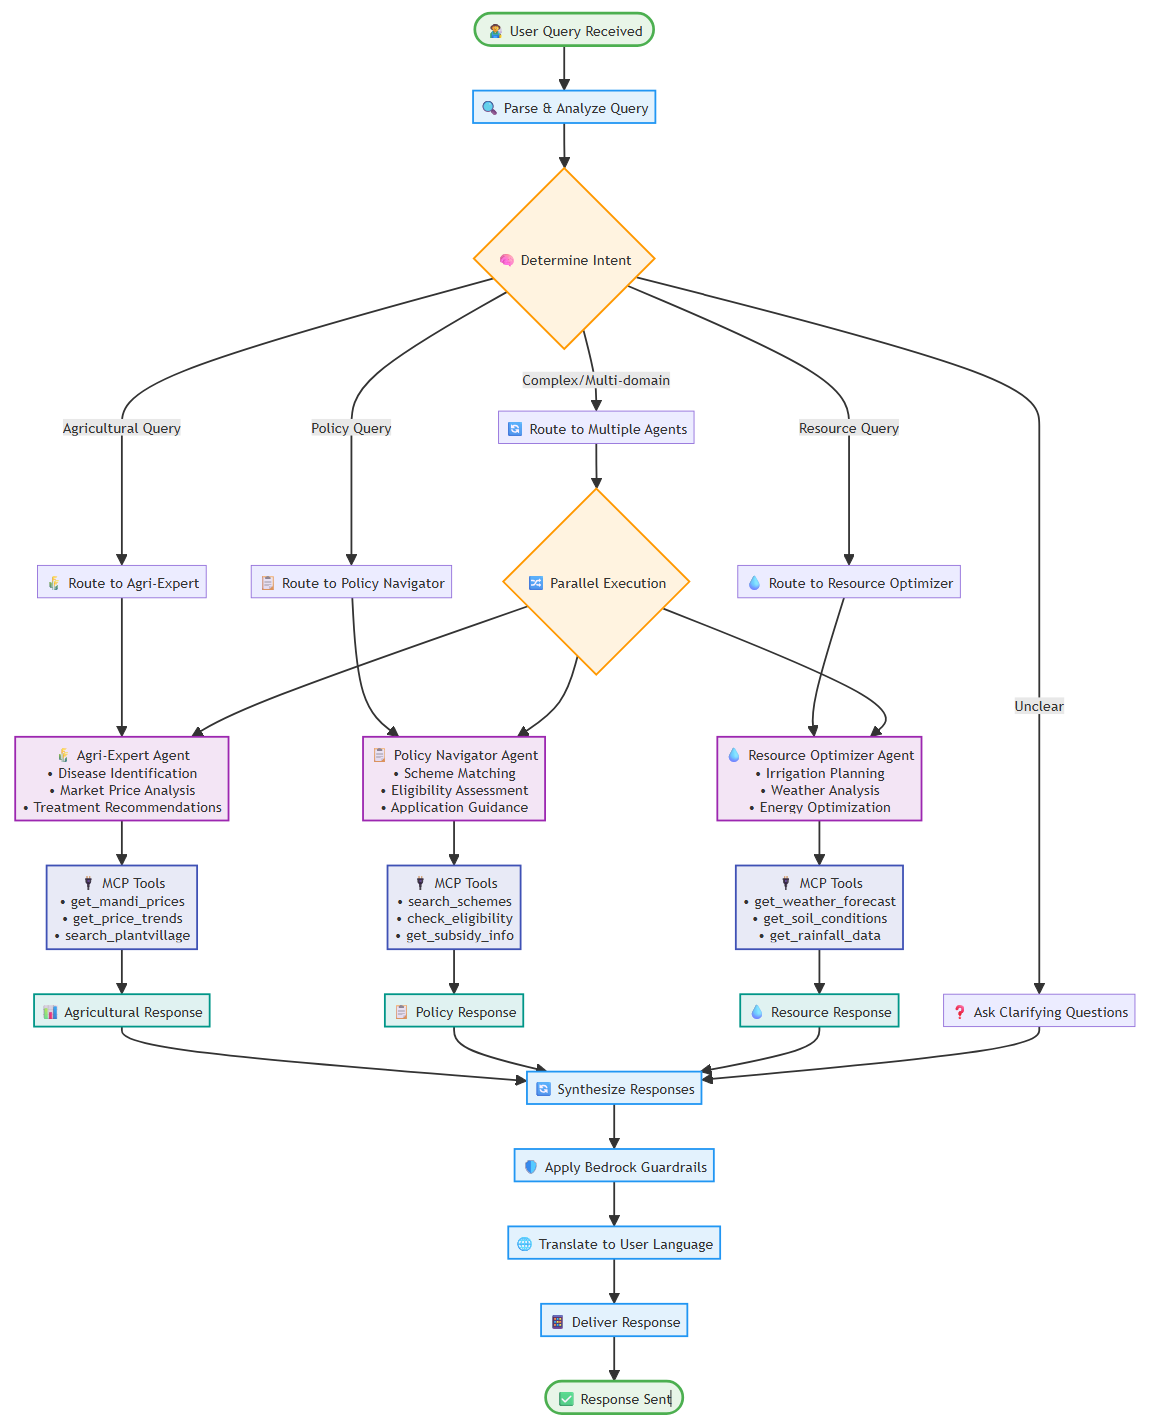 User Query Received
Parse & Analyze Query
Determine Intent
Complex/Multi-domain
Agricultural Query
Policy Query
Route to Multiple Agents
Resource Query
Route to Agri-Expert
Route to Policy Navigator
Parallel Execution
Route to Resource Optimizer
Unclear
Agri-Expert Agent
• Disease Identification
• Market Price Analysis
• Treatment Recommendations
Policy Navigator Agent
• Scheme Matching
• Eligibility Assessment
• Application Guidance
Resource Optimizer Agent
• Irrigation Planning
• Weather Analysis
• Energy Optimization
MCP Tools
• get_mandi_prices
• get_price_trends
• search_plantvillage
MCP Tools
• search_schemes
• check_eligibility
• get_subsidy_info
MCP Tools
• get_weather_forecast
• get_soil_conditions
• get_rainfall_data
Agricultural Response
Policy Response
Resource Response
Ask Clarifying Questions
Synthesize Responses
Apply Bedrock Guardrails
Translate to User Language
Deliver Response
Response Sent